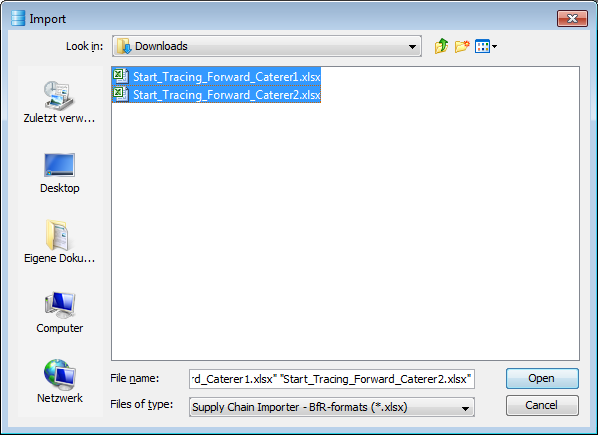 Import
Look in: Downloads
Start_Tracing_Forward_Caterer1.xlsx
Start_Tracing_Forward_Caterer2.xlsx
Zuletzt verw...
Desktop
Eigene Doku...
Computer
Netzwerk
File name: d_Caterer1.xlsx" "Start_Tracing_Forward_Caterer2.xlsx"
Open
Files of type: Supply Chain Importer - BfR-formats (*.xlsx)
Cancel